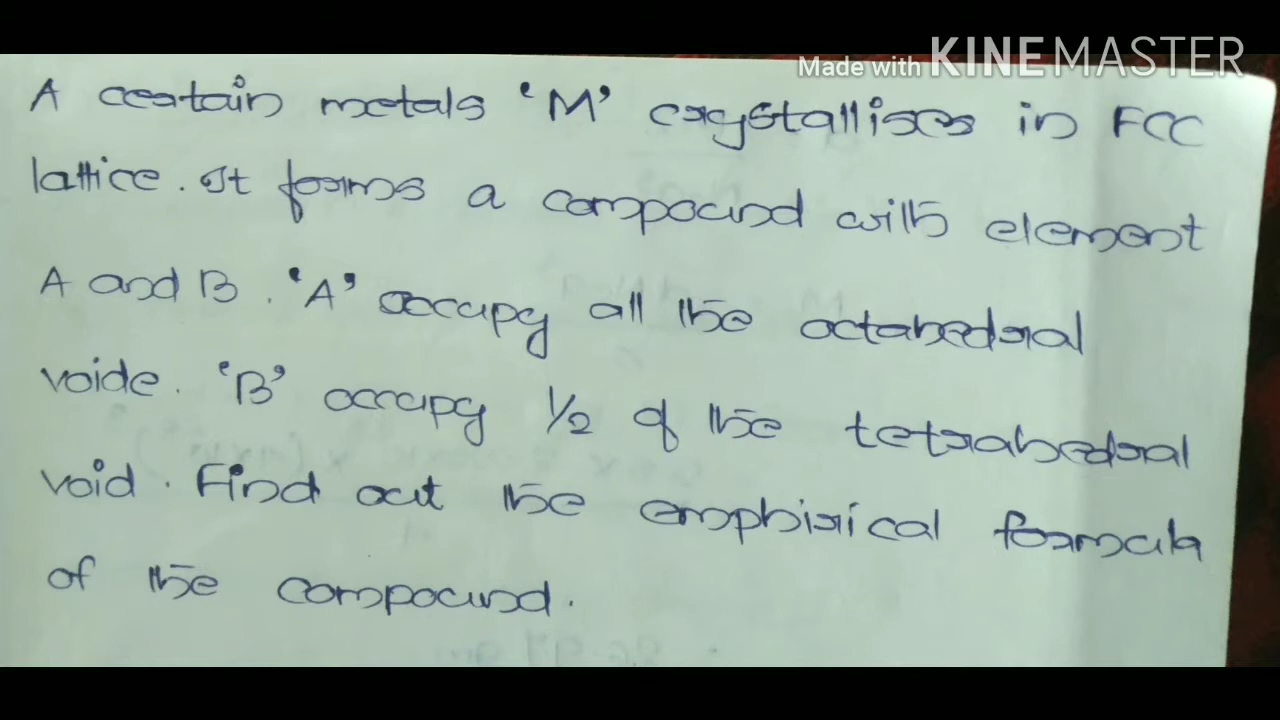 Made with KINEMASTER
A certain metals 'M' crystallises in FCC
lattice. It forms a compound with element
A and B. 'A' occupy all the octahedral
voide. 'B' occupy 1/2 of the tetrahedral
void. Find out the emphirical formula
of the compound.